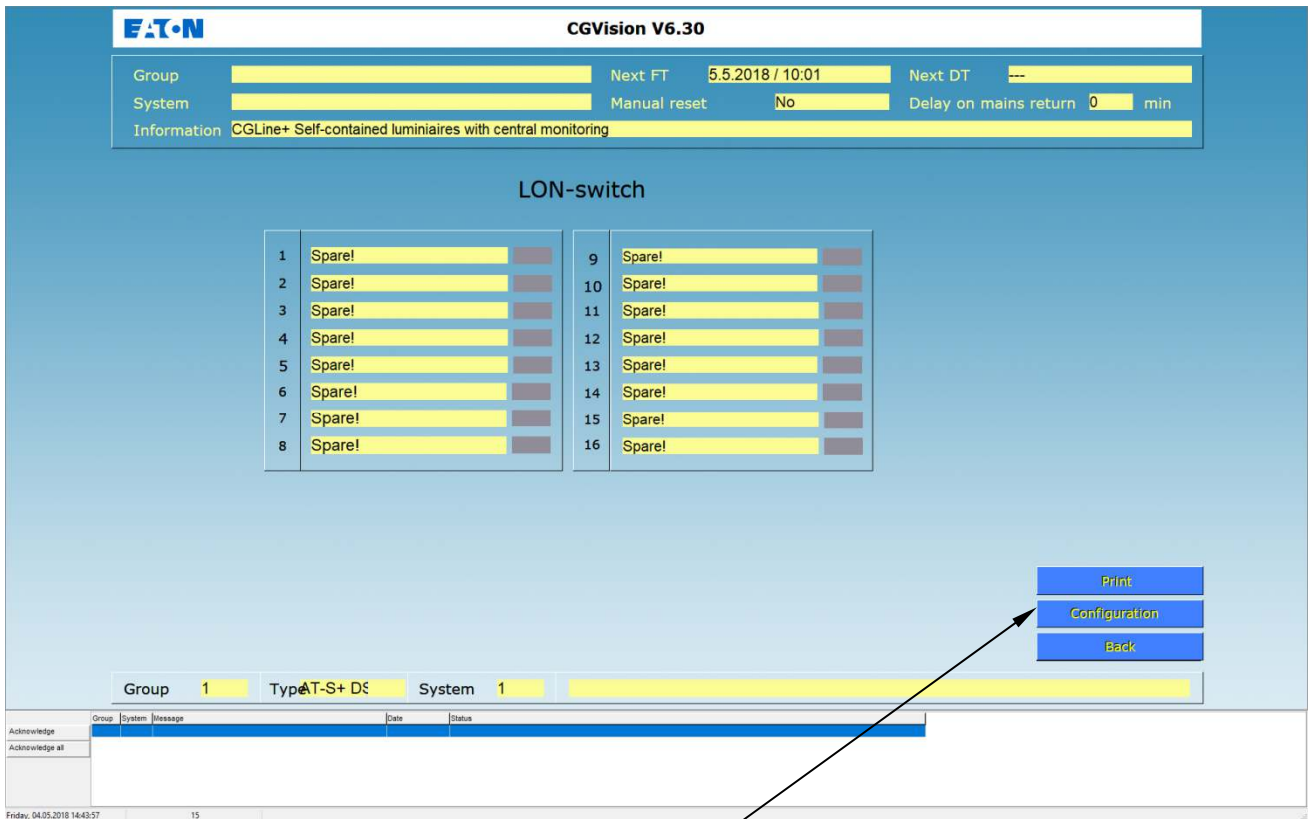 EATON CGVision V6.30
Group Next FT 5.5.2018 / 10:01 Next DT ---
System Manual reset No Delay on mains return 0 min
Information CGLine+ Self-contained luminiaires with central monitoring
LON-switch
1 Spare! 9 Spare!
2 Spare! 10 Spare!
3 Spare! 11 Spare!
4 Spare! 12 Spare!
5 Spare! 13 Spare!
6 Spare! 14 Spare!
7 Spare! 15 Spare!
8 Spare! 16 Spare!
Print
Configuration
Back
Group 1 Type AT-S+ DS System 1
Group System Message Date Status
Acknowledge
Acknowledge all
Friday, 04.05.2018 14:43:57 15